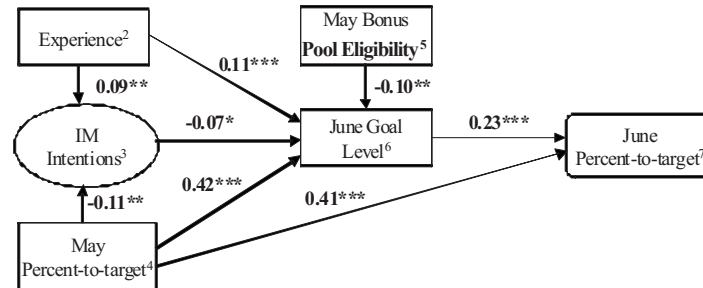 Experience²
May Bonus
Pool Eligibility⁵
0.09**
0.11***
-0.10**
IM
Intentions³
-0.07*
June Goal
Level⁶
0.23***
June
Percent-to-target⁷
-0.11**
0.42***
0.41***
May
Percent-to-target⁴